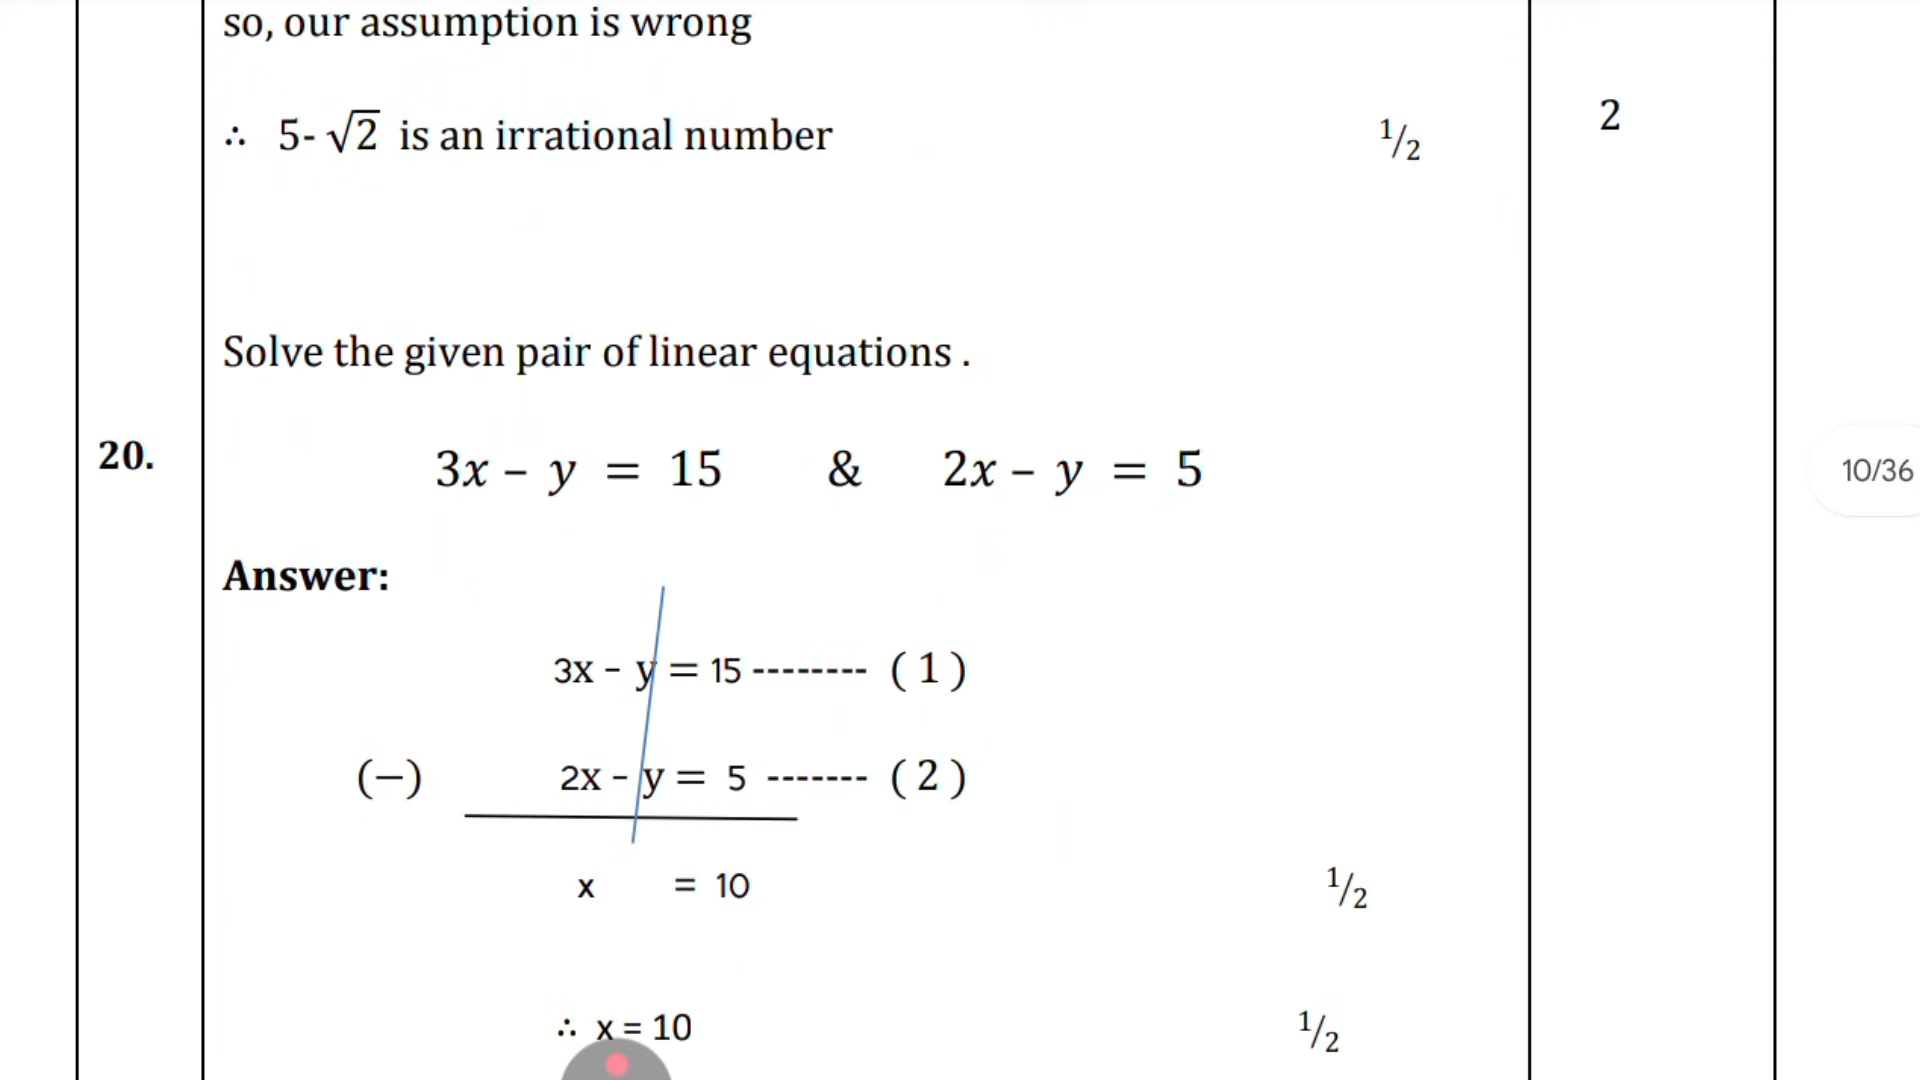 so, our assumption is wrong
∴ 5- √2 is an irrational number 1/2 2
Solve the given pair of linear equations .
20. 3x – y = 15 & 2x – y = 5
10/36
Answer:
3x - y = 15 -------- ( 1 )
(−) 2x - y = 5 ------- ( 2 )
x = 10 1/2
∴ x = 10 1/2